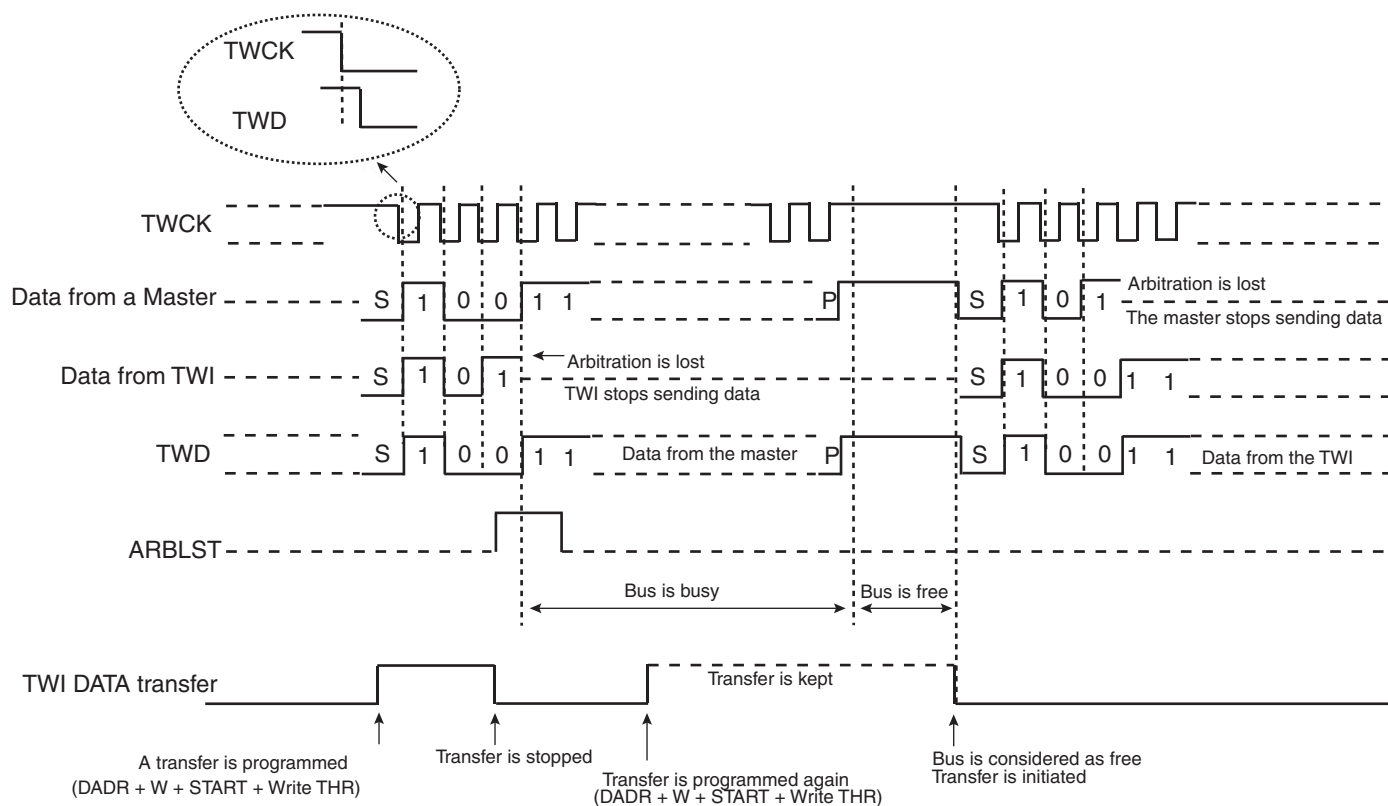 TWCK
TWD
TWCK
Data from a Master
S 1 0 0 1 1
P
S 1 0 1
Arbitration is lost
The master stops sending data
Data from TWI
S 1 0 1
Arbitration is lost
TWI stops sending data
S 1 0 0 1 1
TWD
S 1 0 0 1 1
Data from the master
P
S 1 0 0 1 1
Data from the TWI
ARBLST
Bus is busy
Bus is free
TWI DATA transfer
Transfer is kept
A transfer is programmed
(DADR + W + START + Write THR)
Transfer is stopped
Transfer is programmed again
(DADR + W + START + Write THR)
Bus is considered as free
Transfer is initiated